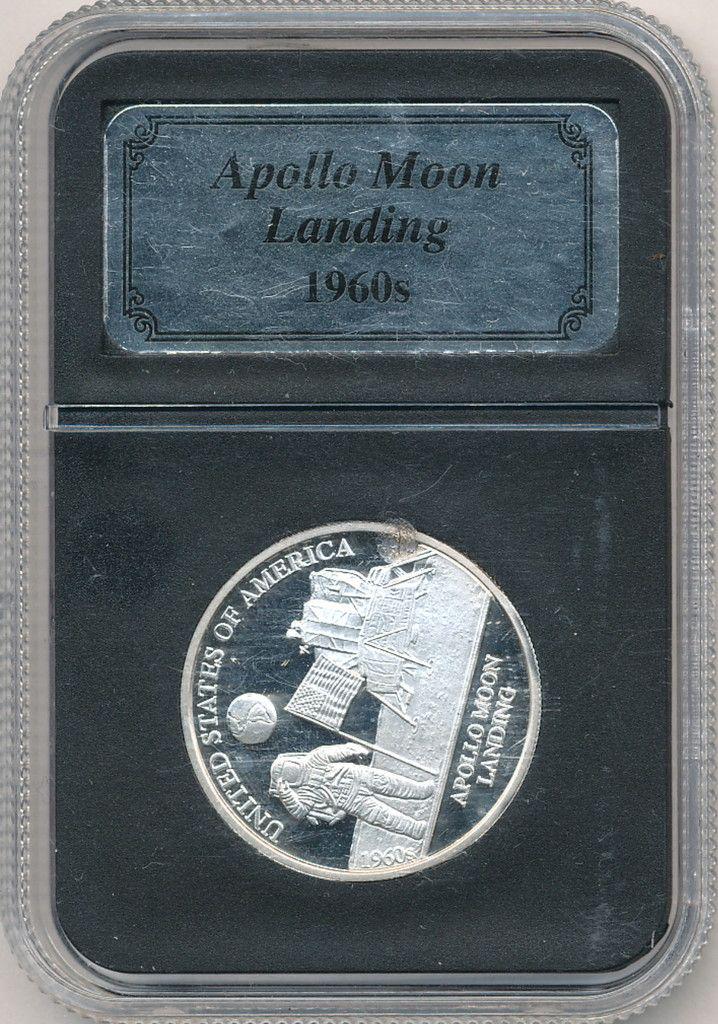 Apollo Moon
Landing
1960s
UNITED STATES OF AMERICA
APOLLO MOON
LANDING
1960s